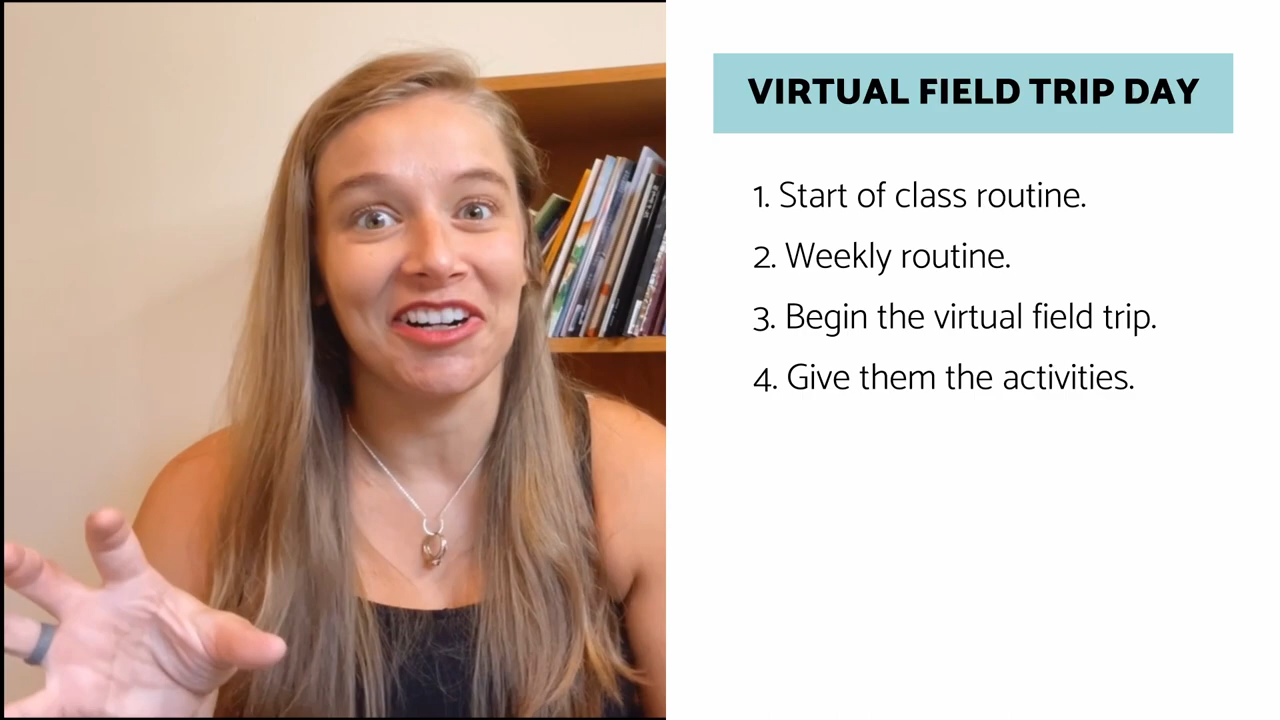 VIRTUAL FIELD TRIP DAY
1. Start of class routine.
2. Weekly routine.
3. Begin the virtual field trip.
4. Give them the activities.